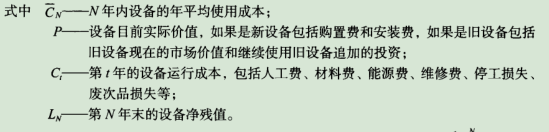 式中 C̄N——N 年内设备的年平均使用成本；
P——设备目前实际价值，如果是新设备包括购置费和安装费，如果是旧设备包括
旧设备现在的市场价值和继续使用旧设备追加的投资；
Ct——第 t 年的设备运行成本，包括人工费、材料费、能源费、维修费、停工损失、
废次品损失等；
LN——第 N 年末的设备净残值。